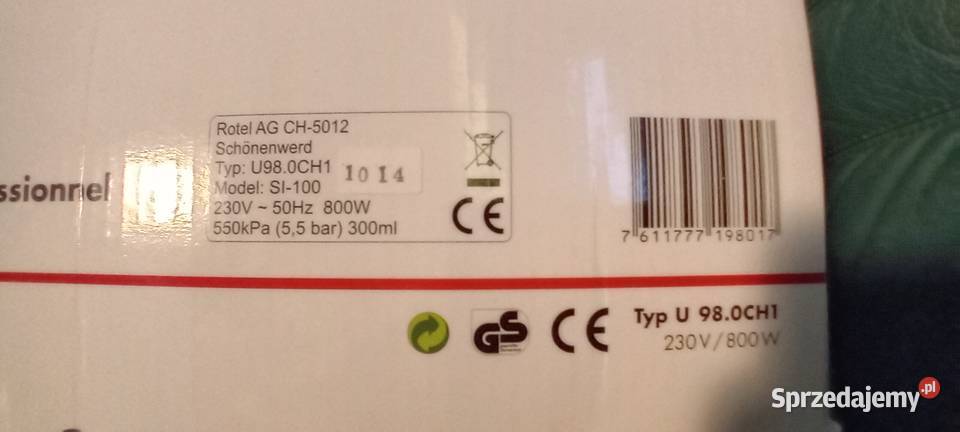 ssionnel
Rotel AG CH-5012
Schönenwerd
Typ: U98.0CH1
1014
Model: SI-100
230V ~ 50Hz 800W
550kPa (5,5 bar) 300ml
CE
7 611777 198017
GS
CE
Typ U 98.0CH1
230V/800W
Sprzedajemy.pl